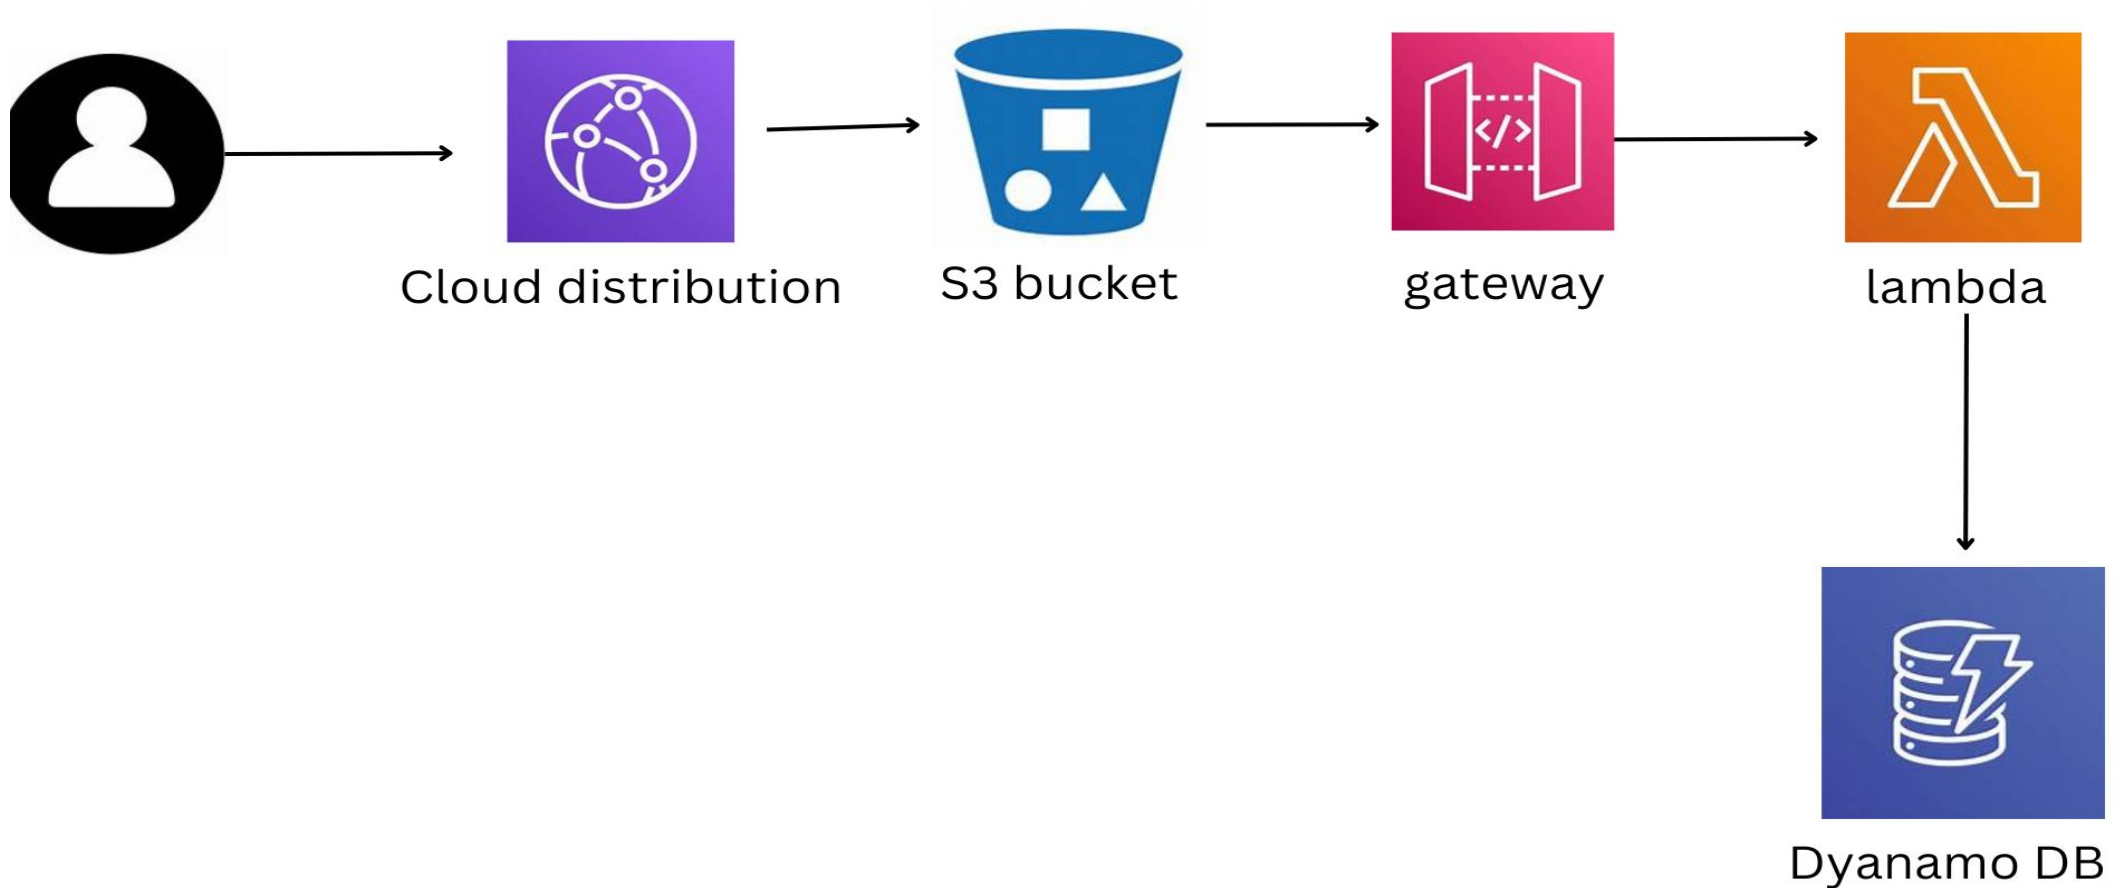 Cloud distribution
S3 bucket
gateway
</>
lambda
Dyanamo DB